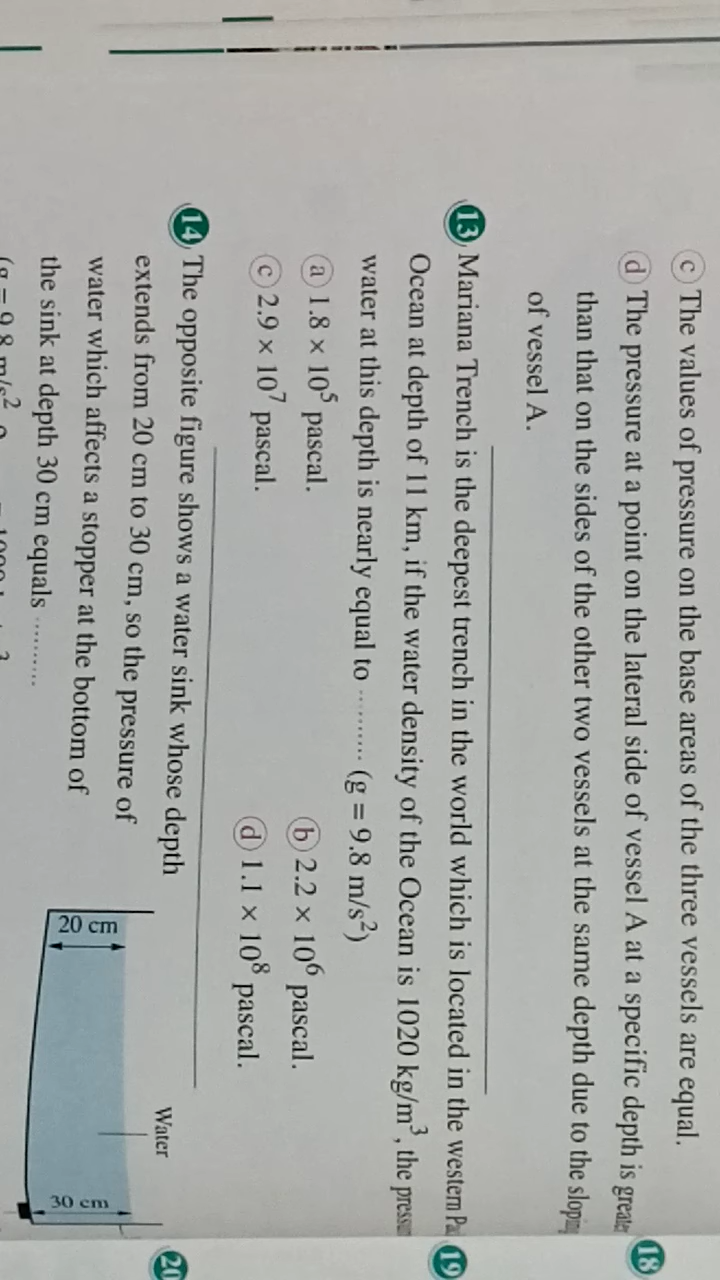 c The values of pressure on the base areas of the three vessels are equal.
d The pressure at a point on the lateral side of vessel A at a specific depth is greater
than that on the sides of the other two vessels at the same depth due to the sloping
of vessel A.
13 Mariana Trench is the deepest trench in the world which is located in the western
Ocean at depth of 11 km, if the water density of the Ocean is 1020 kg/m³, the
water at this depth is nearly equal to .......... (g = 9.8 m/s²)
a 1.8 × 10⁵ pascal.
b 2.2 × 10⁶ pascal.
c 2.9 × 10⁷ pascal.
d 1.1 × 10⁸ pascal.
14 The opposite figure shows a water sink whose depth
extends from 20 cm to 30 cm, so the pressure of
water which affects a stopper at the bottom of
the sink at depth 30 cm equals ..........
20 cm
Water
30 cm
18
19
20